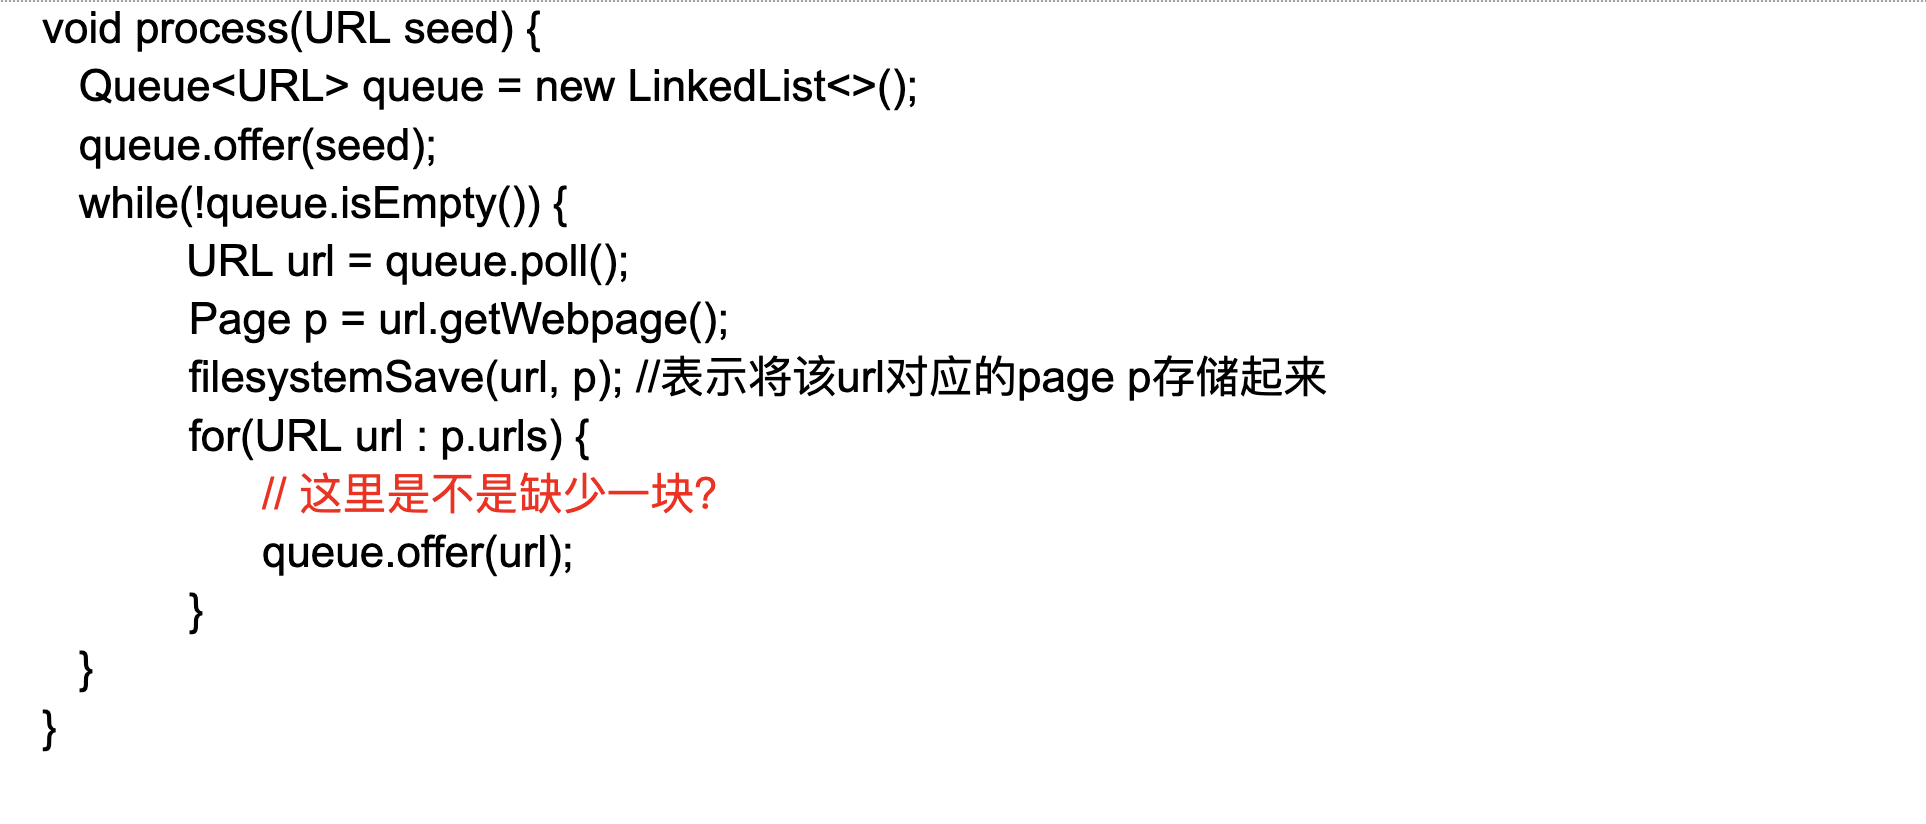 void process(URL seed) {
Queue<URL> queue = new LinkedList<>();
queue.offer(seed);
while(!queue.isEmpty()) {
URL url = queue.poll();
Page p = url.getWebpage();
filesystemSave(url, p); //表示将该url对应的page p存储起来
for(URL url : p.urls) {
// 这里是不是缺少一块?
queue.offer(url);
}
}
}